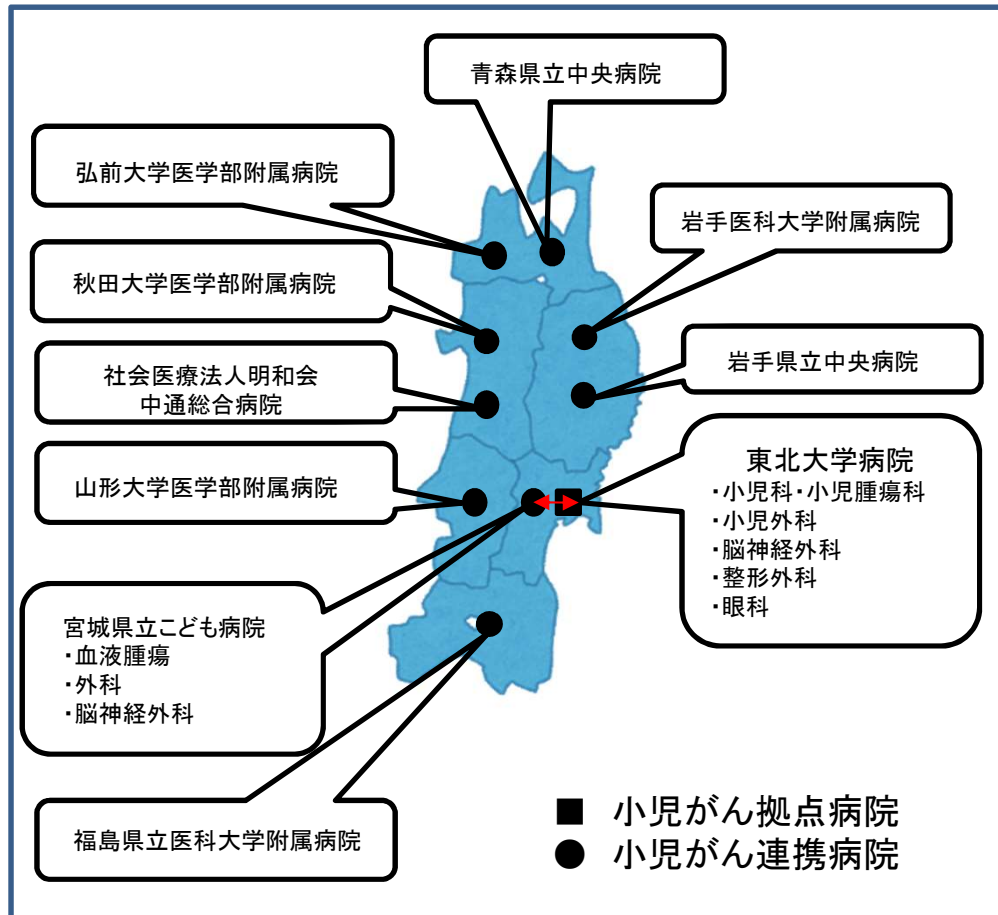 青森県立中央病院
弘前大学医学部附属病院
岩手医科大学附属病院
秋田大学医学部附属病院
社会医療法人明和会
中通総合病院
岩手県立中央病院
山形大学医学部附属病院
東北大学病院
・小児科・小児腫瘍科
・小児外科
・脳神経外科
・整形外科
・眼科
宮城県立こども病院
・血液腫瘍
・外科
・脳神経外科
福島県立医科大学附属病院
■ 小児がん拠点病院
● 小児がん連携病院